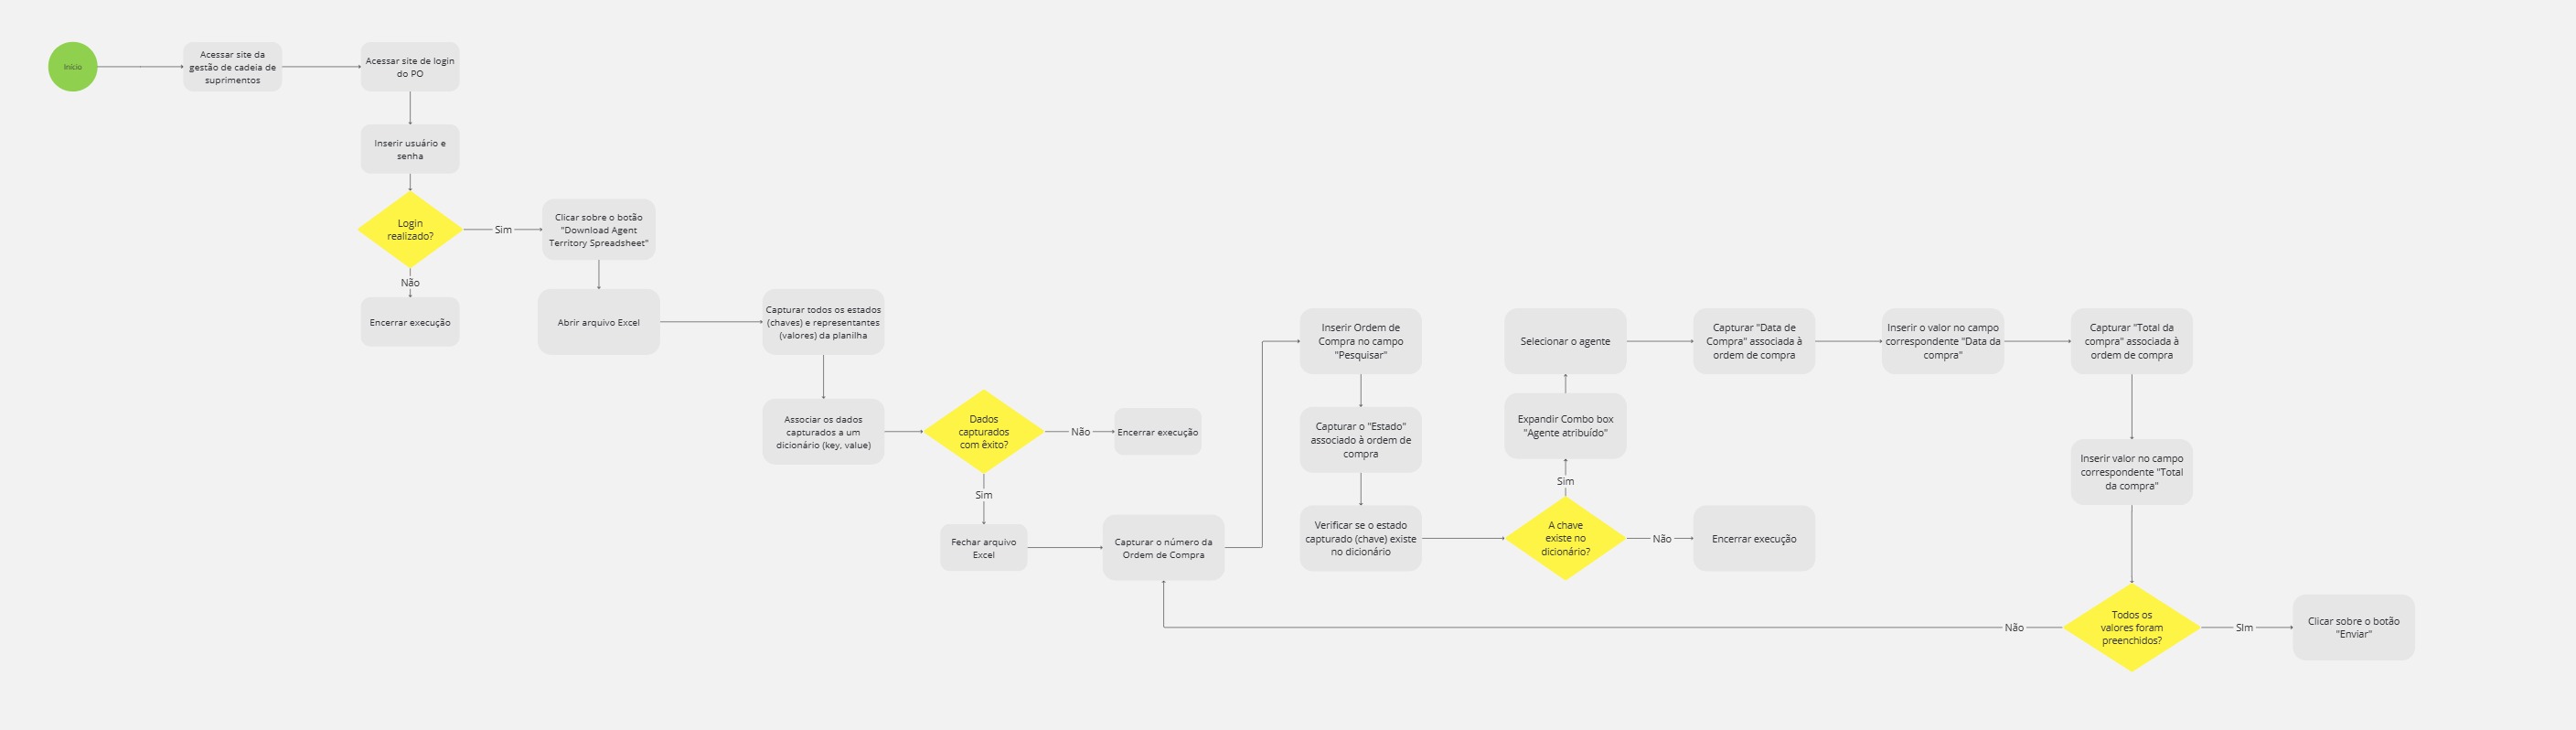 Início
Acessar site da
gestão de cadeia de
suprimentos
Acessar site de login
do PO
Inserir usuário e
senha
Login
realizado?
Sim
Não
Encerrar execução
Clicar sobre o botão
"Download Agent
Territory Spreadsheet"
Abrir arquivo Excel
Capturar todos os estados
(chaves) e representantes
(valores) da planilha
Associar os dados
capturados a um
dicionário (key, value)
Dados
capturados
com êxito?
Não
Encerrar execução
Sim
Fechar arquivo
Excel
Capturar o número da
Ordem de Compra
Inserir Ordem de
Compra no campo
"Pesquisar"
Capturar o "Estado"
associado à ordem de
compra
Verificar se o estado
capturado (chave) existe
no dicionário
A chave
existe no
dicionário?
Não
Encerrar execução
Sim
Expandir Combo box
"Agente atribuído"
Selecionar o agente
Capturar "Data de
Compra" associada à
ordem de compra
Inserir o valor no campo
correspondente "Data da
compra"
Capturar "Total da
compra" associada à
ordem de compra
Inserir valor no campo
correspondente "Total
da compra"
Todos os
valores foram
preenchidos?
Não
SIm
Clicar sobre o botão
"Enviar"